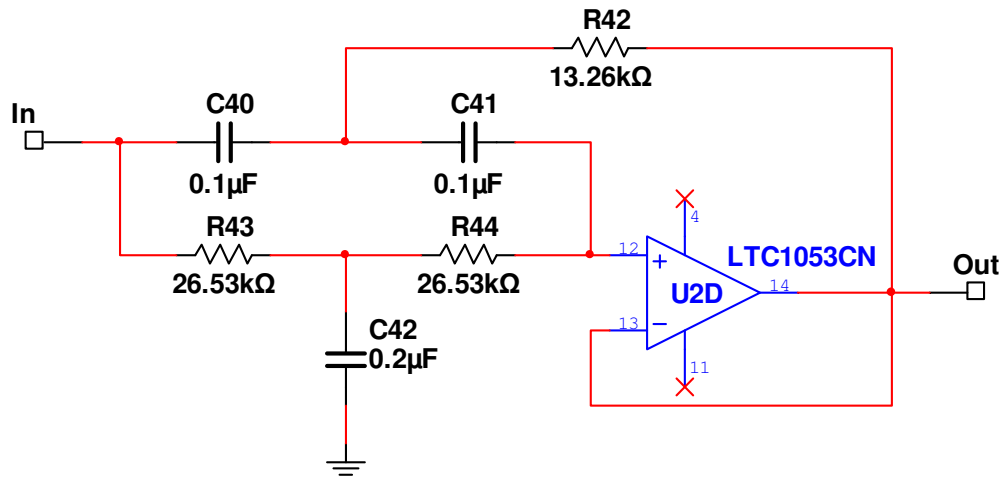 R42
13.26kΩ
In
C40
0.1µF
C41
0.1µF
R43
26.53kΩ
R44
26.53kΩ
4
12
+
LTC1053CN
U2D
14
Out
13
−
11
C42
0.2µF